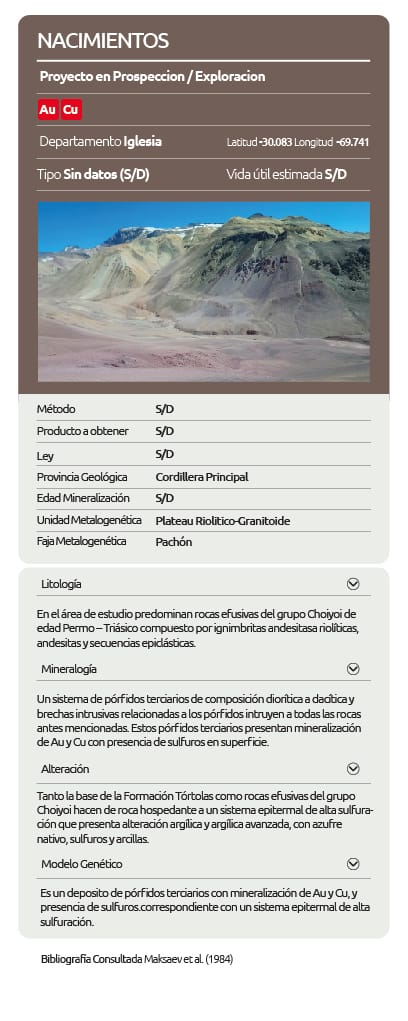 NACIMIENTOS
Proyecto en Prospeccion / Exploracion
Au Cu
Departamento Iglesia Latitud -30.083 Longitud -69.741
Tipo Sin datos (S/D) Vida útil estimada S/D
Método S/D
Producto a obtener S/D
Ley S/D
Provincia Geológica Cordillera Principal
Edad Mineralización S/D
Unidad Metalogenética Plateau Riolitico-Granitoide
Faja Metalogenética Pachón
Litología
En el área de estudio predominan rocas efusivas del grupo Choiyoi de
edad Permo – Triásico compuesto por ignimbritas andesitasa riolíticas,
andesitas y secuencias epiclásticas.
Mineralogía
Un sistema de pórfidos terciarios de composición diorítica a dacítica y
brechas intrusivas relacionadas a los pórfidos intruyen a todas las rocas
antes mencionadas. Estos pórfidos terciarios presentan mineralización
de Au y Cu con presencia de sulfuros en superficie.
Alteración
Tanto la base de la Formación Tórtolas como rocas efusivas del grupo
Choiyoi hacen de roca hospedante a un sistema epitermal de alta sulfura-
ción que presenta alteración argílica y argílica avanzada, con azufre
nativo, sulfuros y arcillas.
Modelo Genético
Es un deposito de pórfidos terciarios con mineralización de Au y Cu, y
presencia de sulfuros.correspondiente con un sistema epitermal de alta
sulfuración.
Bibliografía Consultada Maksaev et al. (1984)